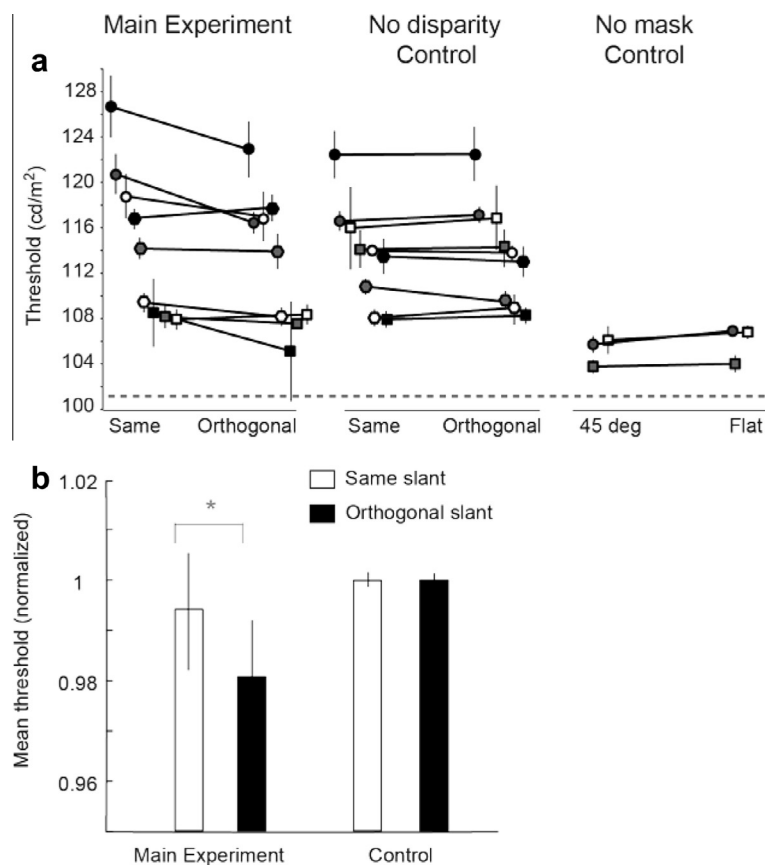 Main Experiment
No disparity
Control
No mask
Control
a
Threshold (cd/m²)
128
124
120
116
112
108
104
100
Same
Orthogonal
Same
Orthogonal
45 deg
Flat
b
Mean threshold (normalized)
1.02
1
0.98
0.96
Same slant
Orthogonal slant
*
Main Experiment
Control